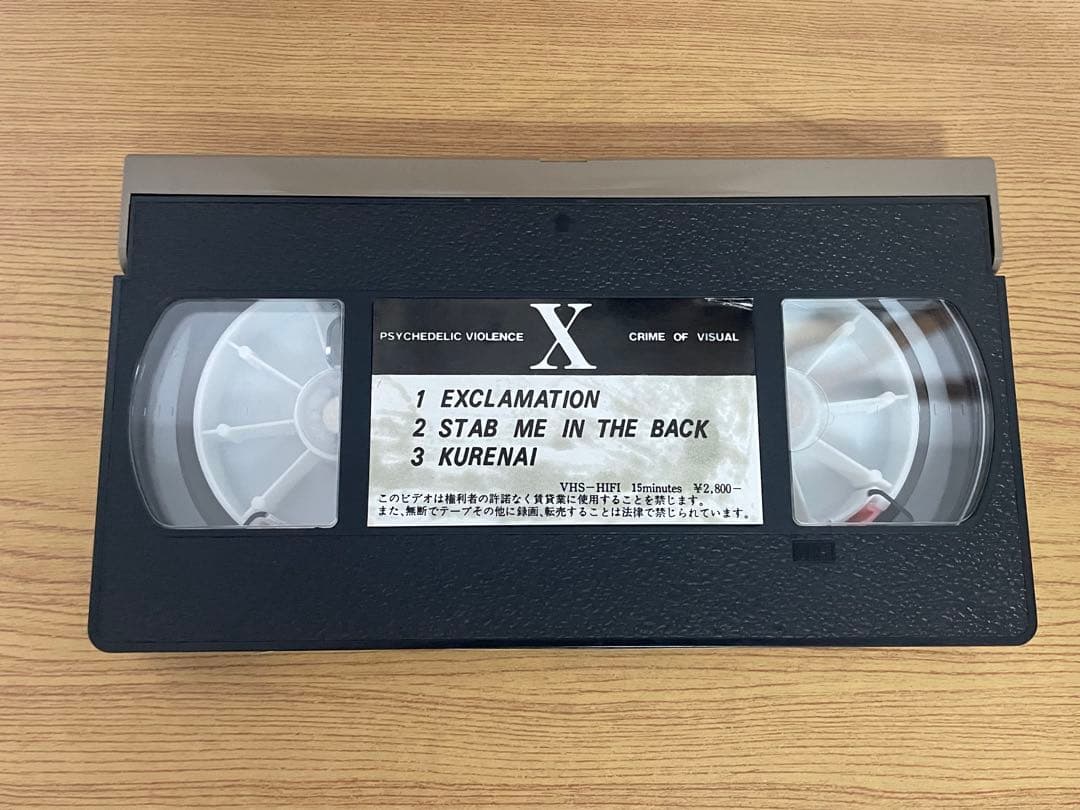 PSYCHEDELIC VIOLENCE X CRIME OF VISUAL
1 EXCLAMATION
2 STAB ME IN THE BACK
3 KURENAI
VHS-HIFI 15minutes ¥2,800-
このビデオは権利者の許諾なく賃貸業に使用することを禁じます。
また、無断でテープその他に録画、転売することは法律で禁じられています。